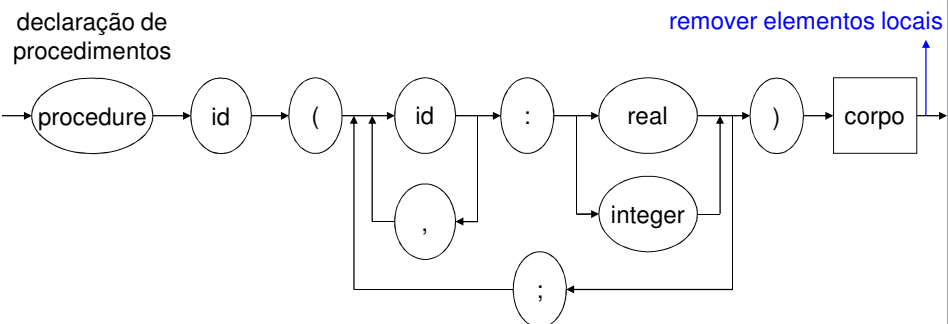 declaração de
procedimentos
remover elementos locais
procedure id ( id : real ) corpo
, integer
;